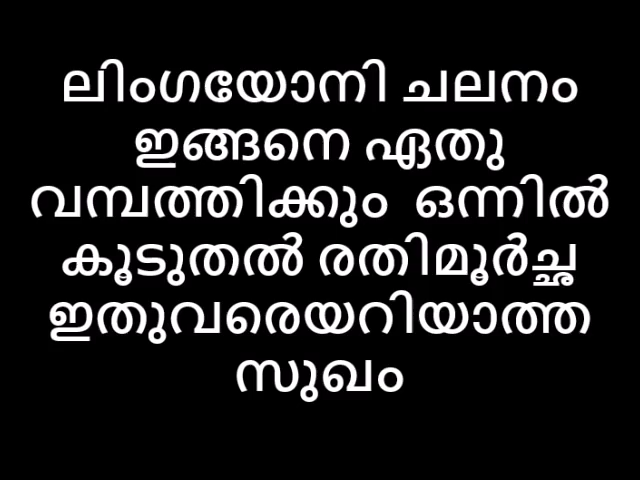 ലിംഗയോനി ചലനം
ഇങ്ങനെ ഏതു
വമ്പത്തിക്കും ഒന്നിൽ
കൂടുതൽ രതിമൂർച്ഛ
ഇതുവരെയറിയാത്ത
സുഖം